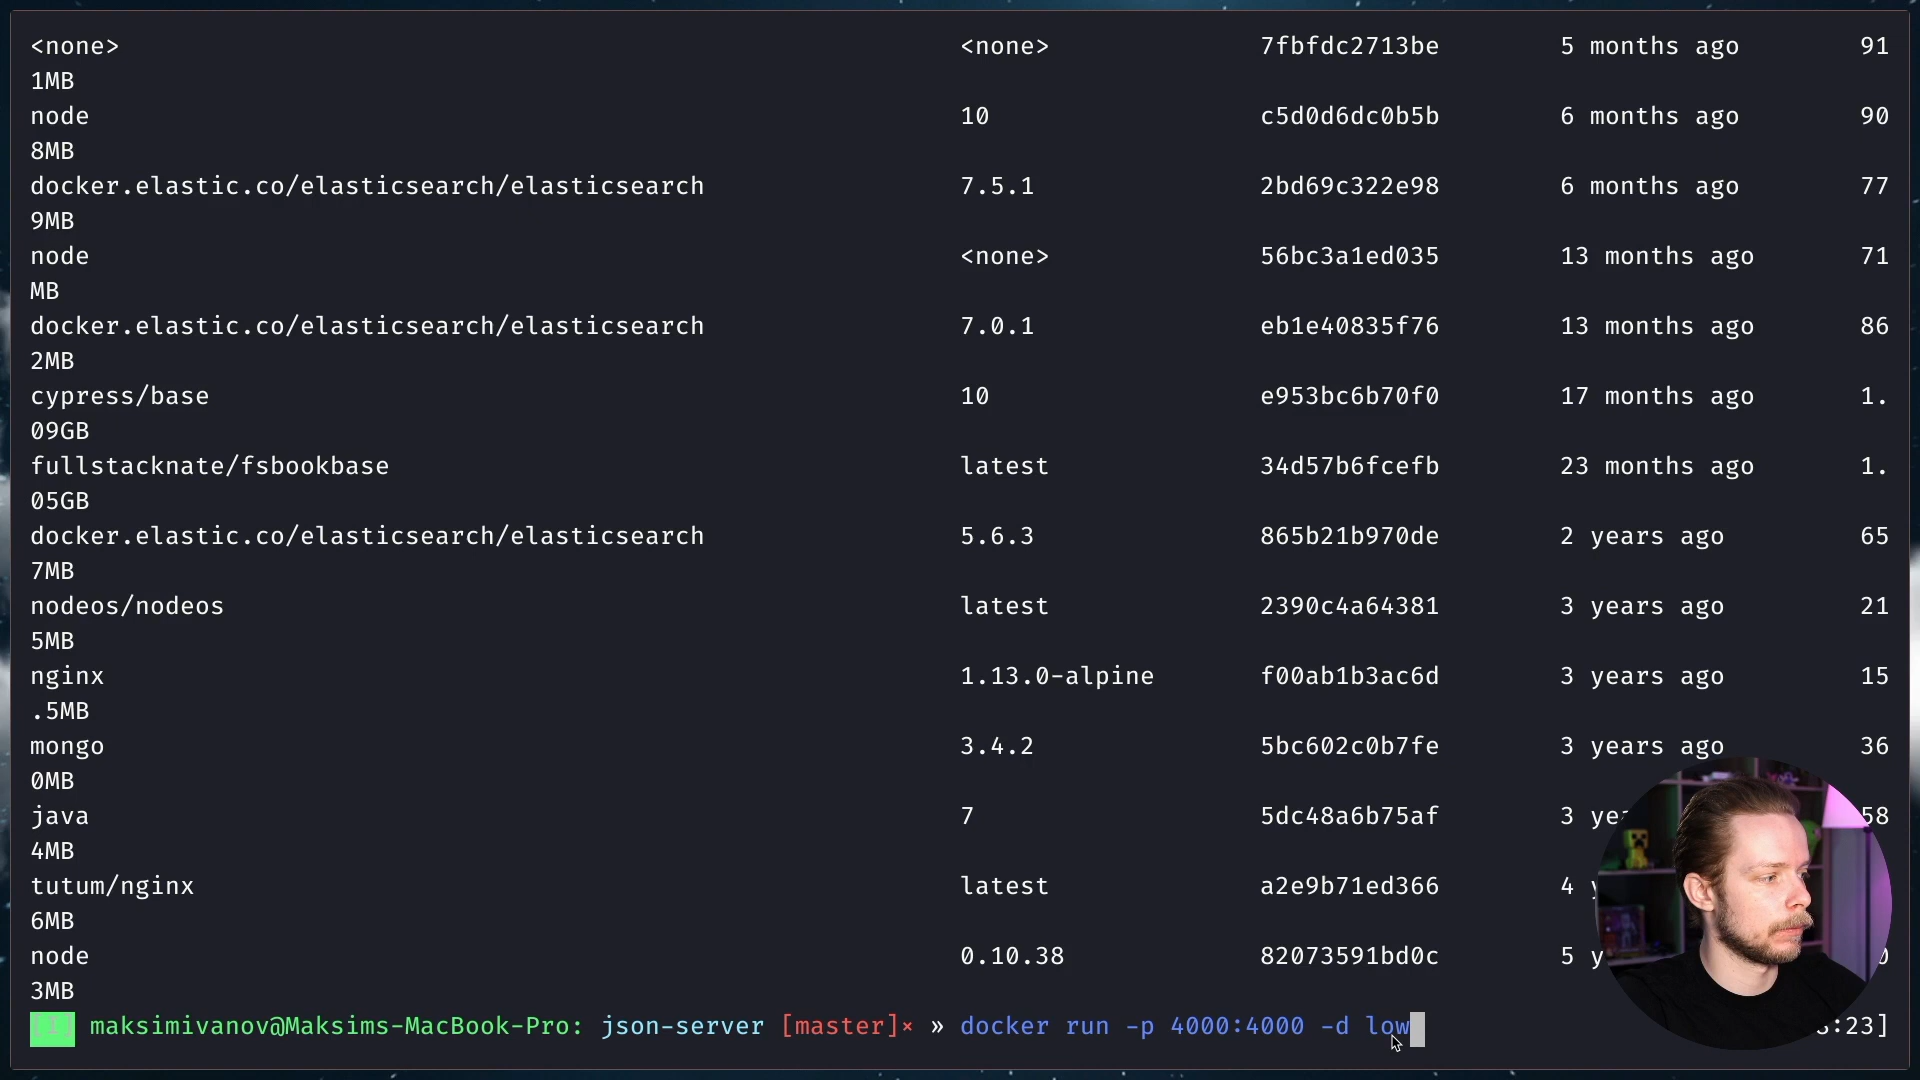 <none> <none> 7fbfdc2713be 5 months ago 91
1MB
node 10 c5d0d6dc0b5b 6 months ago 90
8MB
docker.elastic.co/elasticsearch/elasticsearch 7.5.1 2bd69c322e98 6 months ago 77
9MB
node <none> 56bc3a1ed035 13 months ago 71
MB
docker.elastic.co/elasticsearch/elasticsearch 7.0.1 eb1e40835f76 13 months ago 86
2MB
cypress/base 10 e953bc6b70f0 17 months ago 1.
09GB
fullstacknate/fsbookbase latest 34d57b6fcefb 23 months ago 1.
05GB
docker.elastic.co/elasticsearch/elasticsearch 5.6.3 865b21b970de 2 years ago 65
7MB
nodeos/nodeos latest 2390c4a64381 3 years ago 21
5MB
nginx 1.13.0-alpine f00ab1b3ac6d 3 years ago 15
.5MB
mongo 3.4.2 5bc602c0b7fe 3 years ago 36
0MB
java 7 5dc48a6b75af 3 58
4MB
tutum/nginx latest a2e9b71ed366 4
6MB
node 0.10.38 82073591bd0c 5
3MB
[I] maksimivanov@Maksims-MacBook-Pro: json-server [master]× » docker run -p 4000:4000 -d low :23]